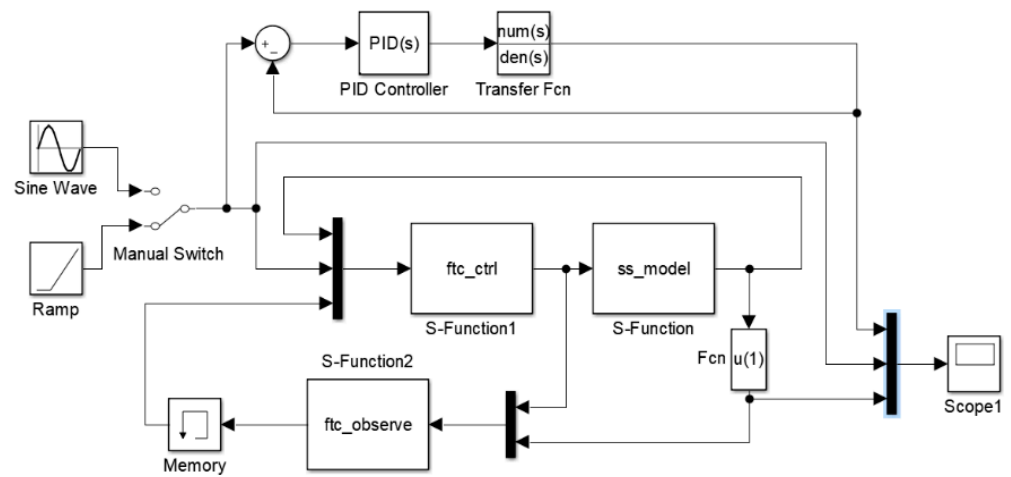 +
−
PID(s)
num(s)
den(s)
PID Controller
Transfer Fcn
Sine Wave
Manual Switch
ftc_ctrl
ss_model
Ramp
S-Function1
S-Function
S-Function2
Fcn
u(1)
ftc_observe
Scope1
Memory